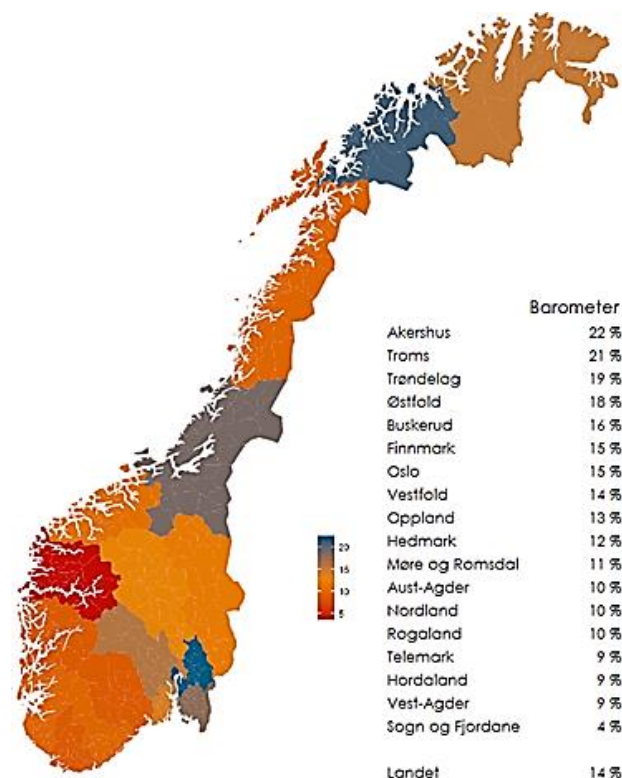 Barometer
Akershus 22 %
Troms 21 %
Trøndelag 19 %
Østfold 18 %
Buskerud 16 %
Finnmark 15 %
Oslo 15 %
Vestfold 14 %
Oppland 13 %
Hedmark 12 %
Møre og Romsdal 11 %
Aust-Agder 10 %
Nordland 10 %
Rogaland 10 %
Telemark 9 %
Hordaland 9 %
Vest-Agder 9 %
Sogn og Fjordane 4 %
Landet 14 %
20
15
10
5